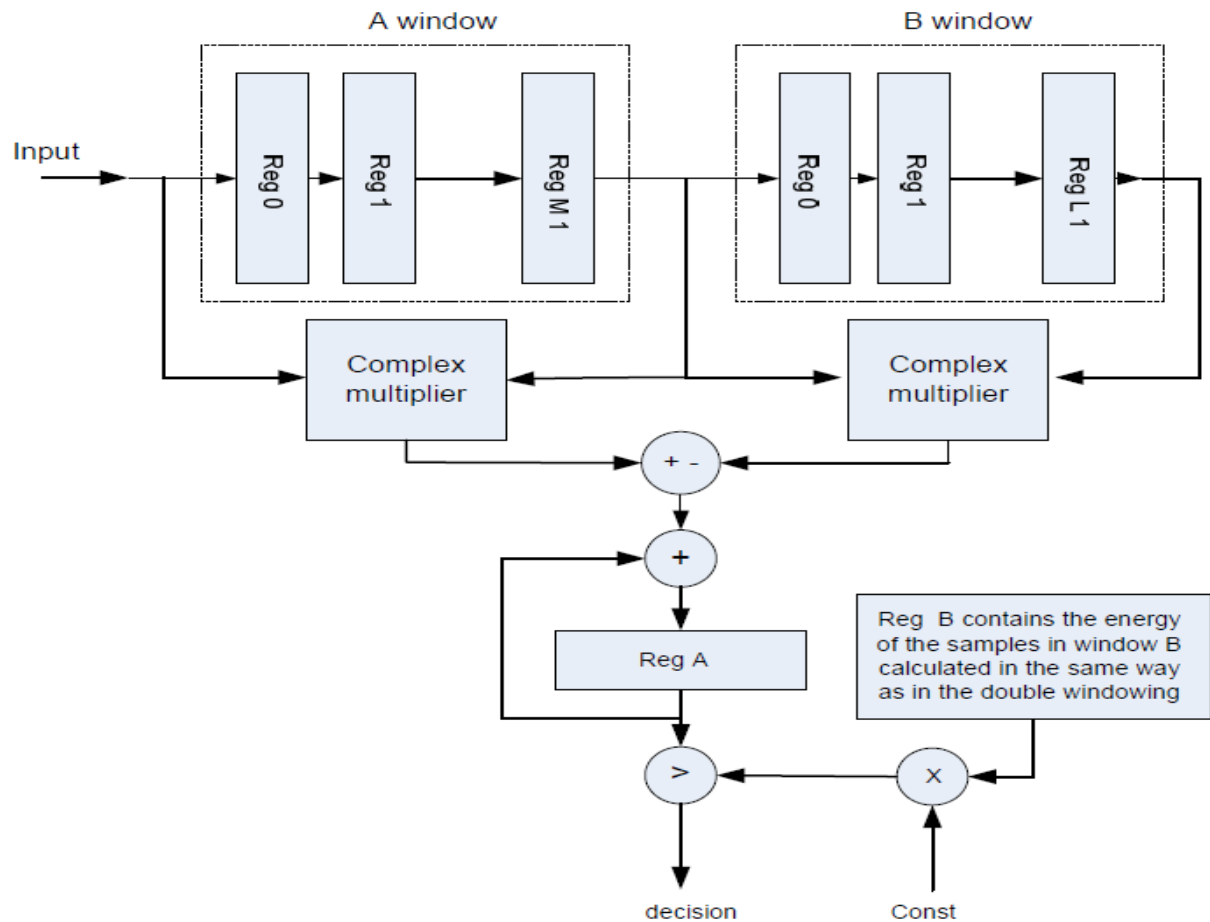 A window
B window
Input
Reg 0
Reg 1
Reg M 1
Reg 0
Reg 1
Reg L 1
Complex
multiplier
Complex
multiplier
+ -
+
Reg A
Reg B contains the energy
of the samples in window B
calculated in the same way
as in the double windowing
>
X
decision
Const